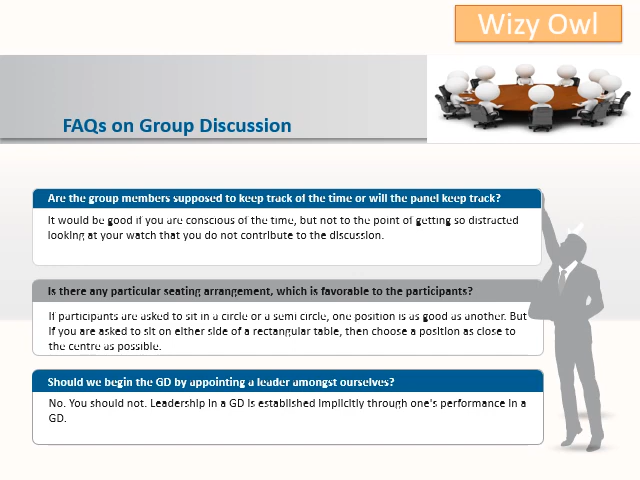 Wizy Owl
FAQs on Group Discussion
Are the group members supposed to keep track of the time or will the panel keep track?
It would be good if you are conscious of the time, but not to the point of getting so distracted
looking at your watch that you do not contribute to the discussion.
Is there any particular seating arrangement, which is favorable to the participants?
If participants are asked to sit in a circle or a semi circle, one position is as good as another. But
if you are asked to sit on either side of a rectangular table, then choose a position as close to
the centre as possible.
Should we begin the GD by appointing a leader amongst ourselves?
No. You should not. Leadership in a GD is established implicitly through one's performance in a
GD.